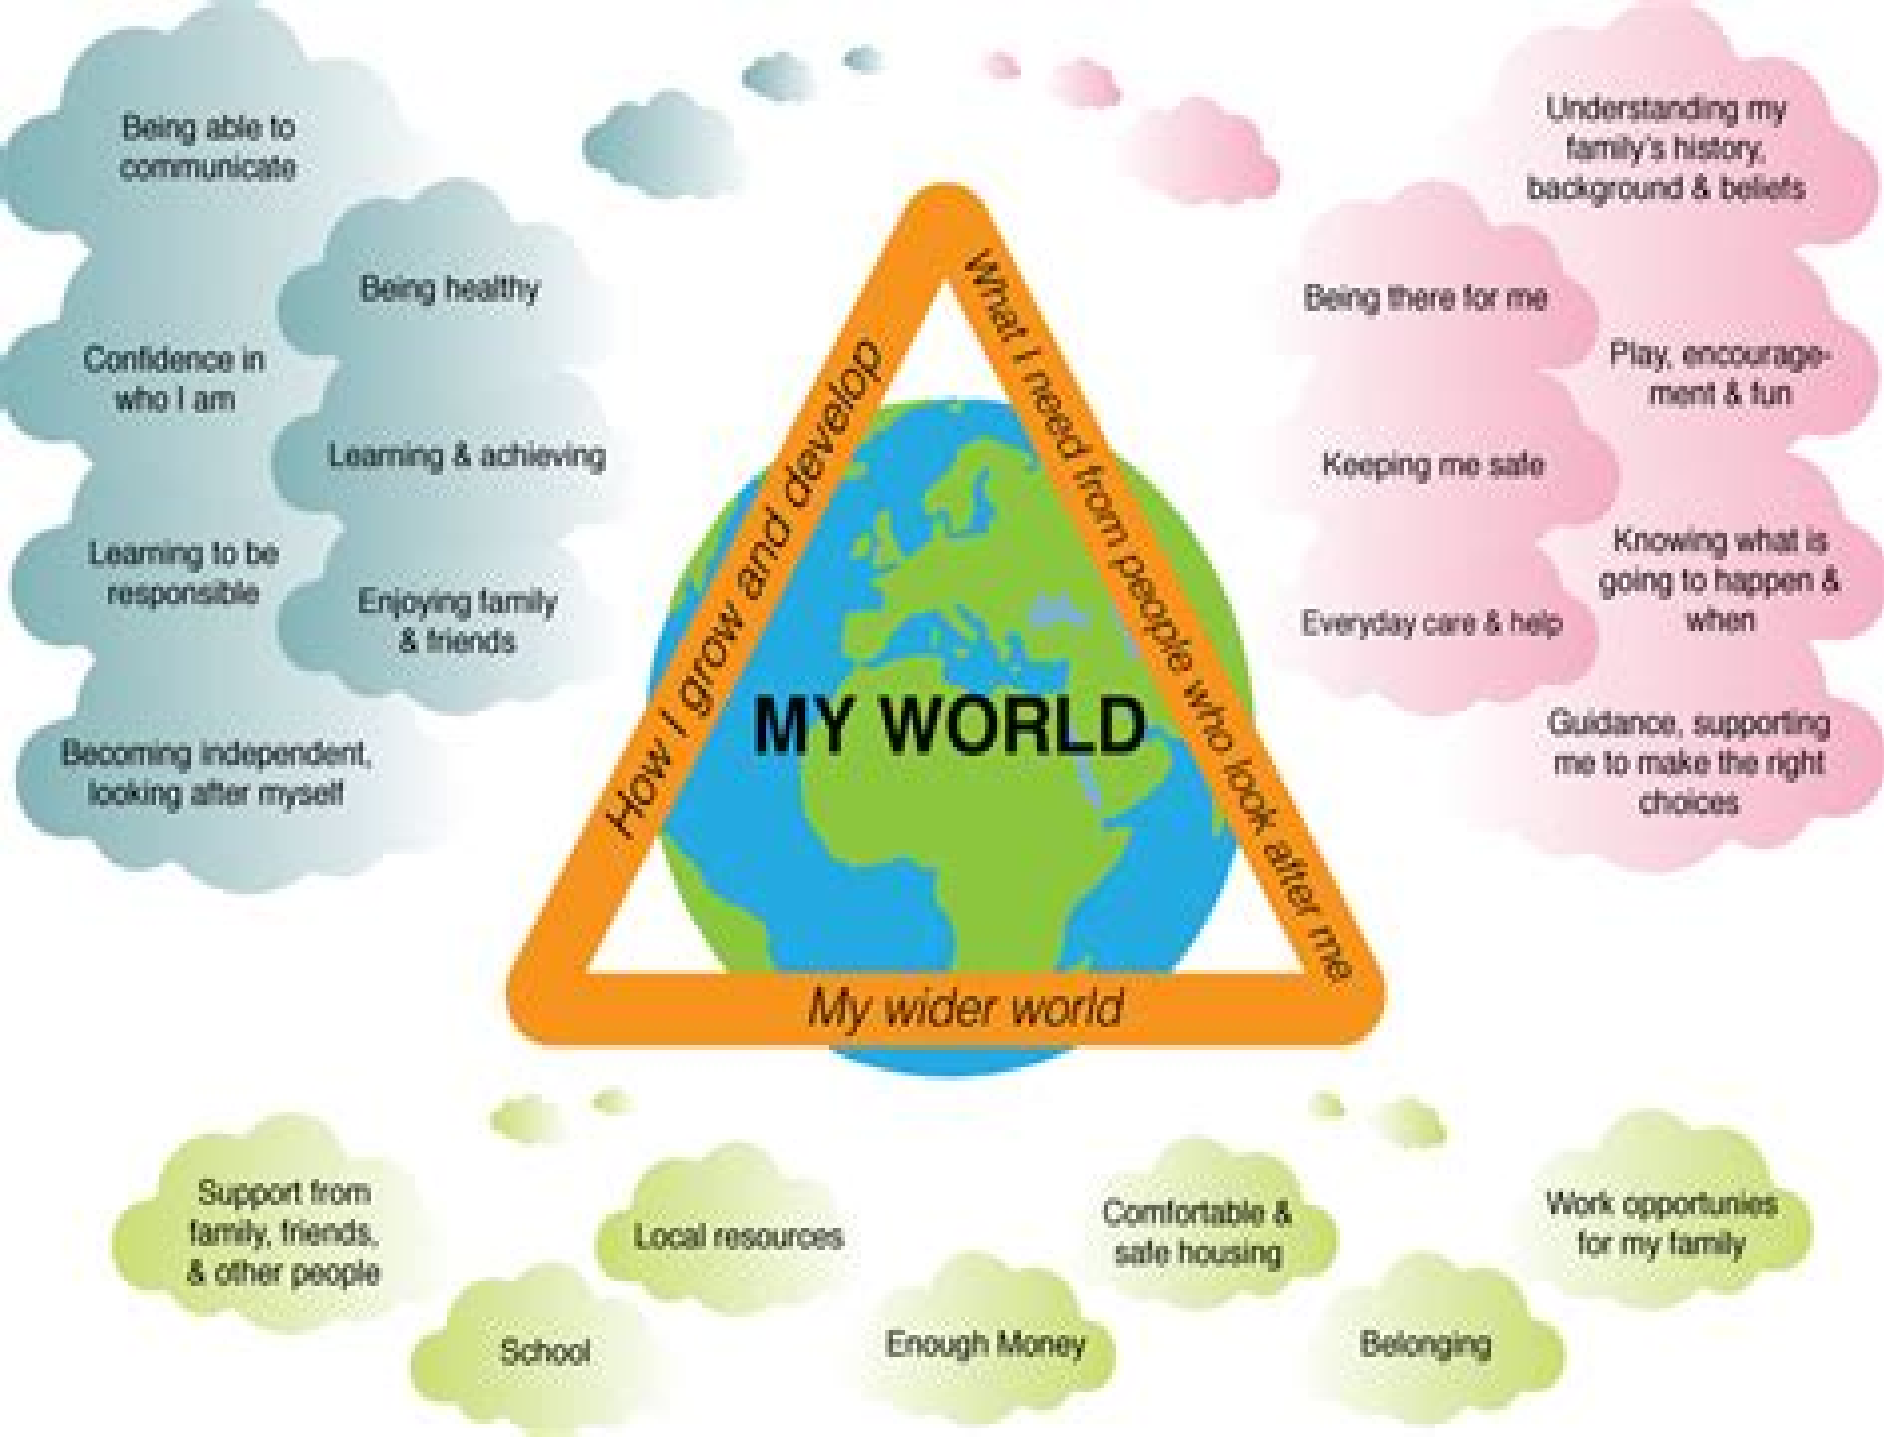 Being able to
communicate
Being healthy
Confidence in
who I am
Learning & achieving
Learning to be
responsible
Enjoying family
& friends
Becoming independent,
looking after myself
How I grow and develop
What I need from people who look after me
MY WORLD
My wider world
Understanding my
family's history,
background & beliefs
Being there for me
Play, encourage-
ment & fun
Keeping me safe
Knowing what is
going to happen &
when
Everyday care & help
Guidance, supporting
me to make the right
choices
Support from
family, friends,
& other people
School
Local resources
Enough Money
Comfortable &
safe housing
Belonging
Work opportunies
for my family